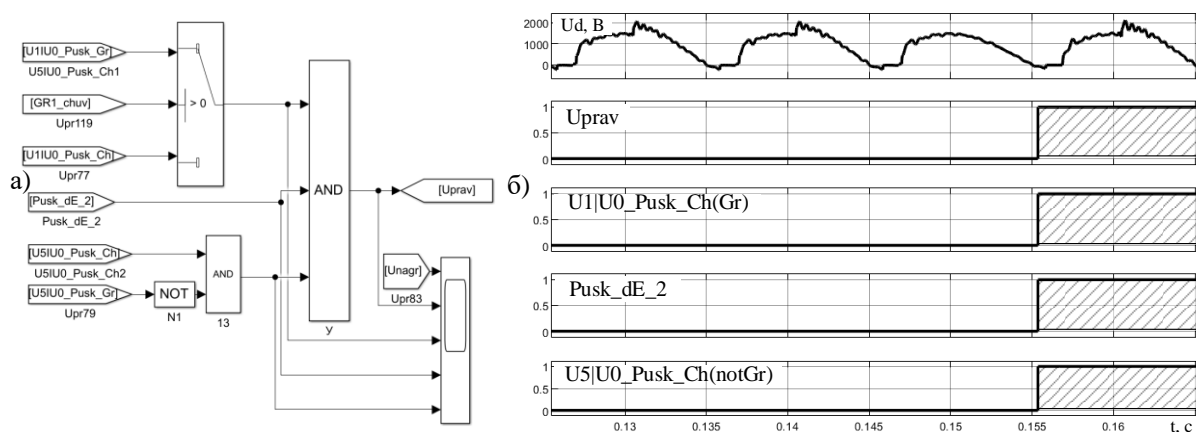 а)
[U1IU0_Pusk_Gr]
U5IU0_Pusk_Ch1
[GR1_chuv]
Upr119
> 0
[U1IU0_Pusk_Ch]
Upr77
[Pusk_dE_2]
Pusk_dE_2
[U5IU0_Pusk_Ch]
U5IU0_Pusk_Ch2
[U5IU0_Pusk_Gr]
Upr79
NOT
N1
AND
13
AND
У
[Uprav]
[Unagr]
Upr83
б)
Ud, В
2000
1000
0
Uprav
1
0.5
0
U1|U0_Pusk_Ch(Gr)
1
0.5
0
Pusk_dE_2
1
0.5
0
U5|U0_Pusk_Ch(notGr)
1
0.5
0
0.13 0.135 0.14 0.145 0.15 0.155 0.16 t, с